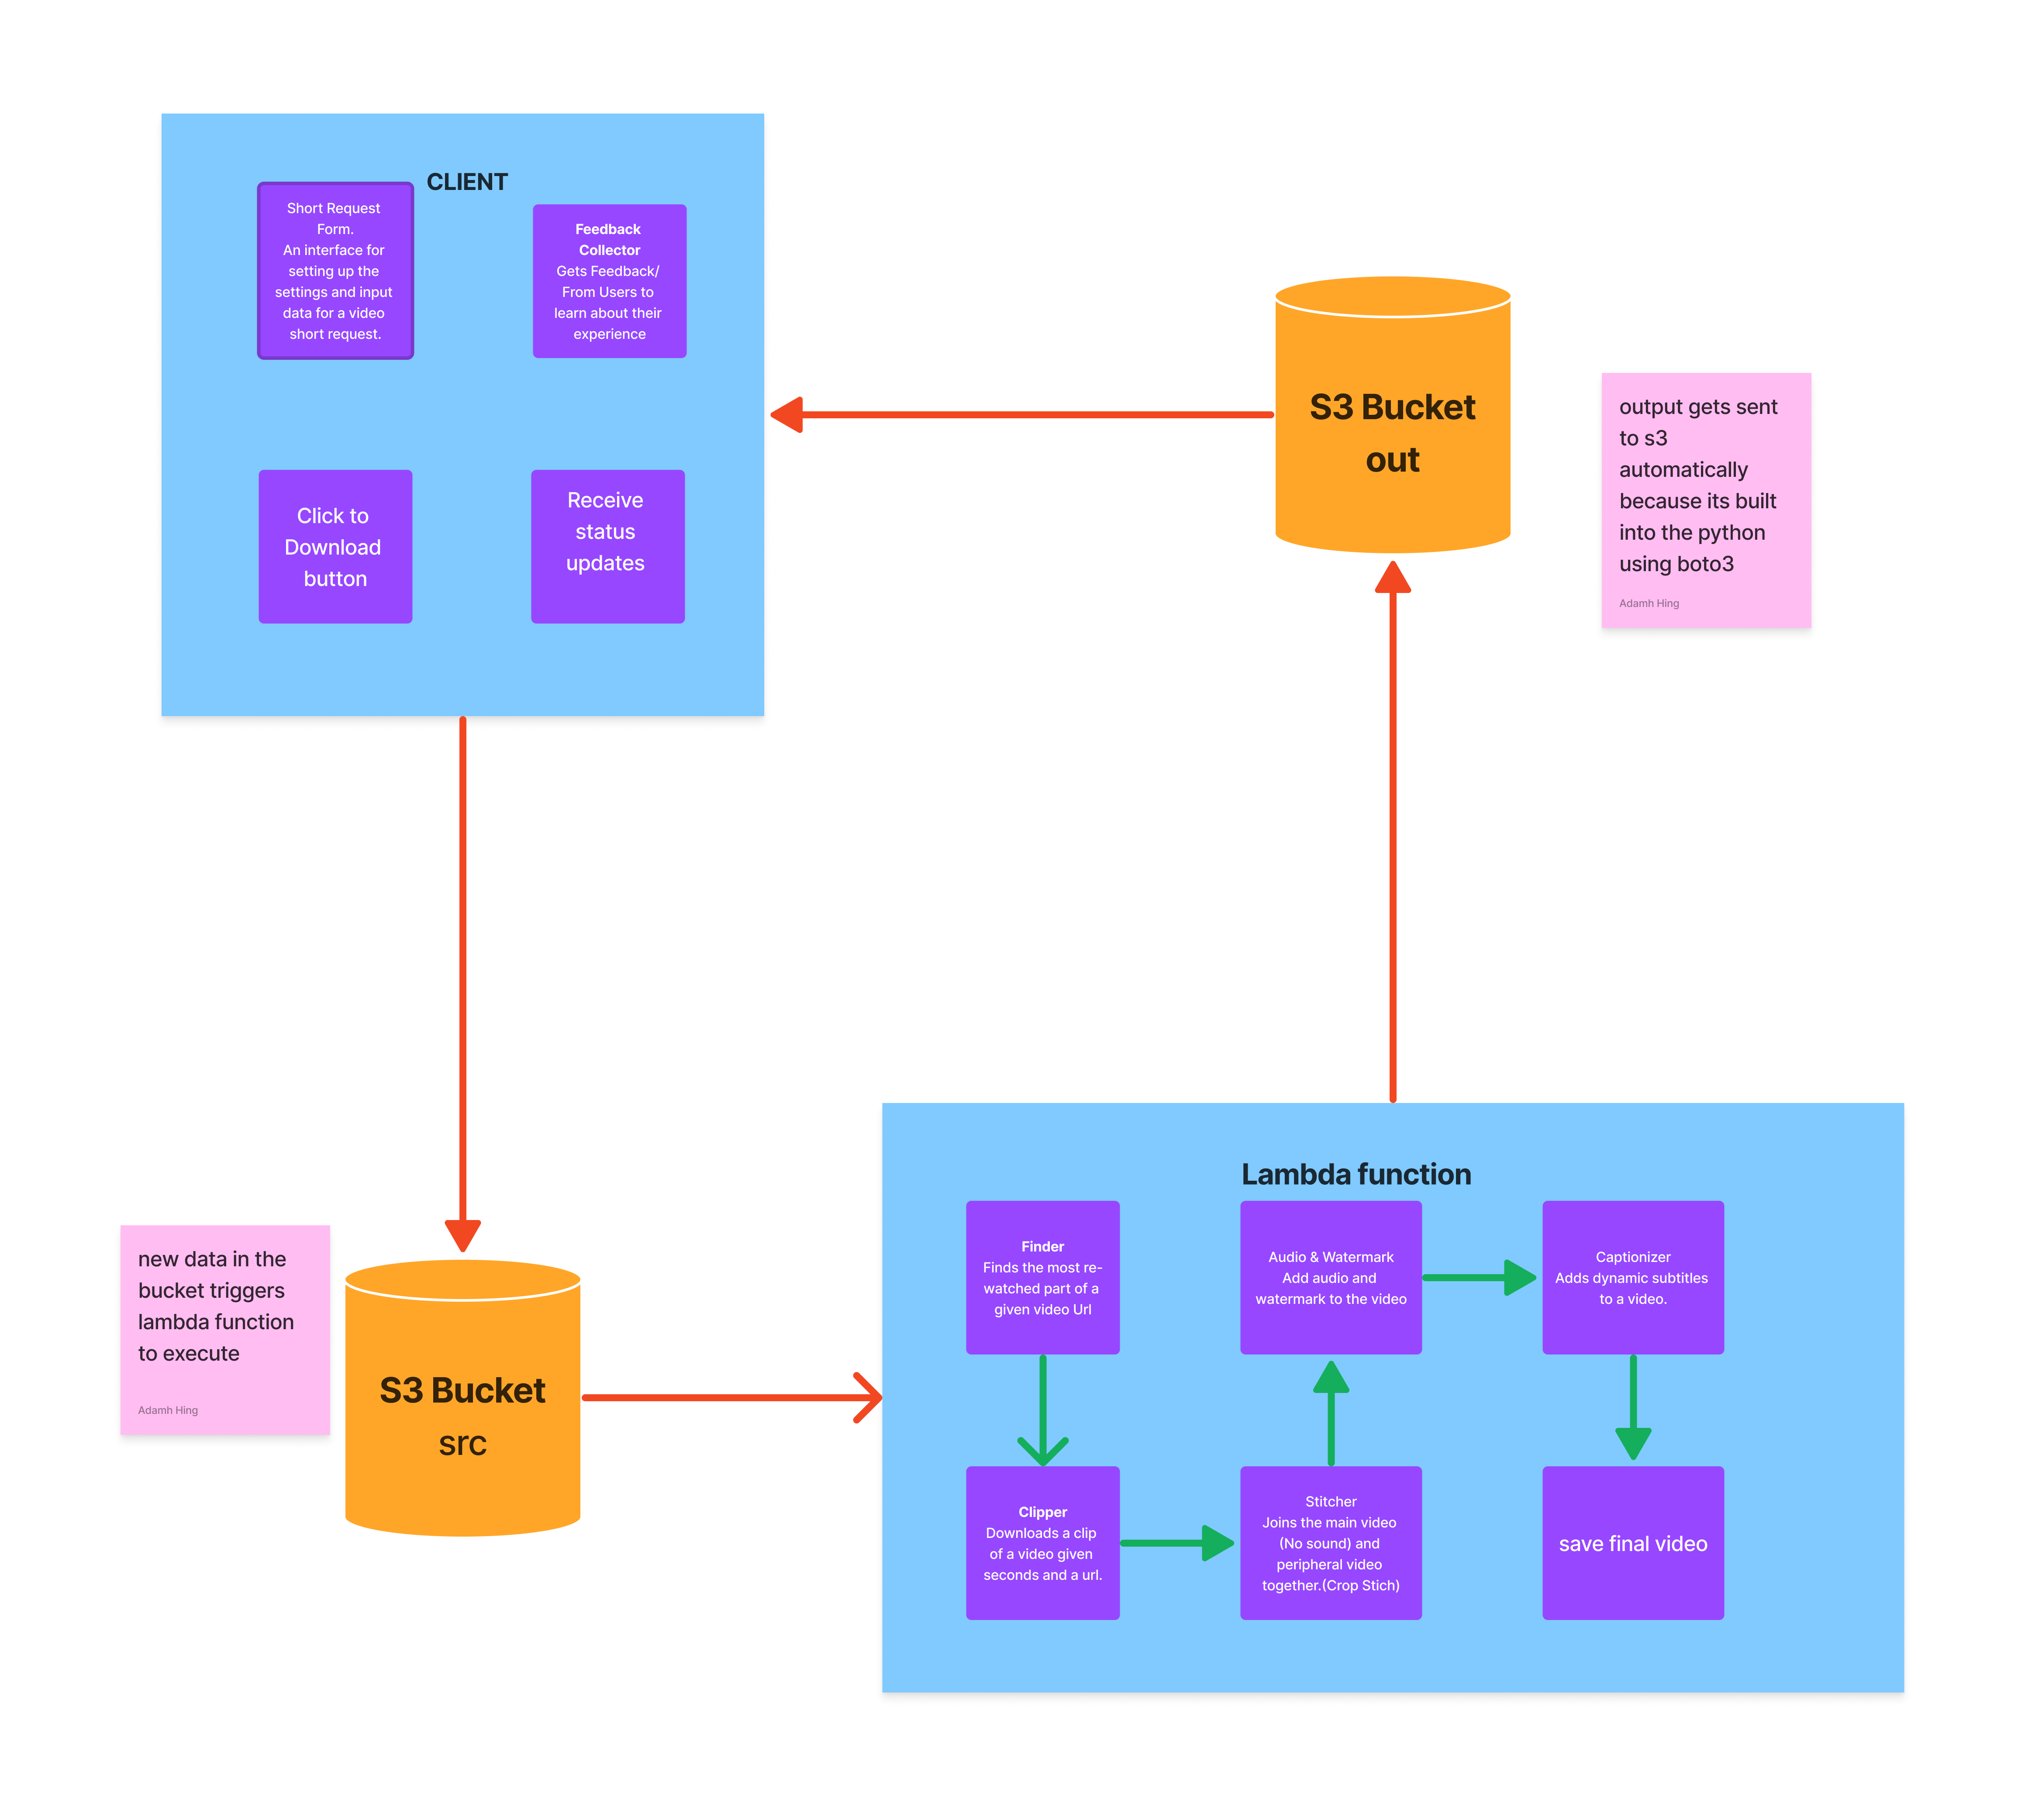 CLIENT
Short Request
Form.
An interface for
setting up the
settings and input
data for a video
short request.
Feedback
Collector
Gets Feedback/
From Users to
learn about their
experience
Click to
Download
button
Receive
status
updates
S3 Bucket
out
output gets sent
to s3
automatically
because its built
into the python
using boto3
Adamh Hing
new data in the
bucket triggers
lambda function
to execute
Adamh Hing
S3 Bucket
src
Lambda function
Finder
Finds the most re-
watched part of a
given video Url
Clipper
Downloads a clip
of a video given
seconds and a url.
Stitcher
Joins the main video
(No sound) and
peripheral video
together.(Crop Stich)
Audio & Watermark
Add audio and
watermark to the video
Captionizer
Adds dynamic subtitles
to a video.
save final video